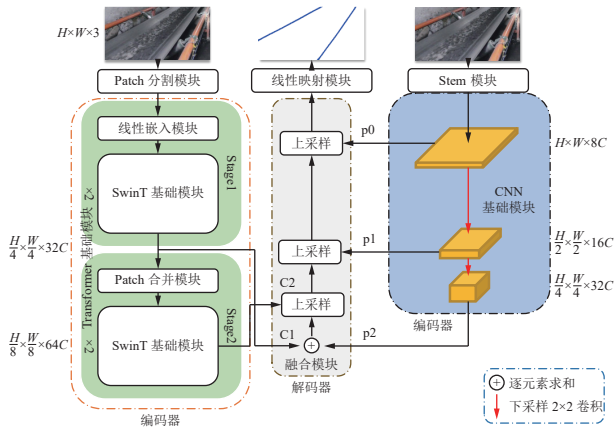 H×W×3
Patch 分割模块
线性映射模块
Stem 模块
线性嵌入模块
SwinT 基础模块
Stage1
2× Transformer 基础模块 2×
上采样
p0
H×W×8C
CNN
基础模块
H/4×W/4×32C
上采样
p1
H/2×W/2×16C
Patch 合并模块
C2
H/4×W/4×32C
上采样
SwinT 基础模块
Stage2
H/8×W/8×64C
C1
+
p2
编码器
融合模块
解码器
编码器
+ 逐元素求和
下采样 2×2 卷积